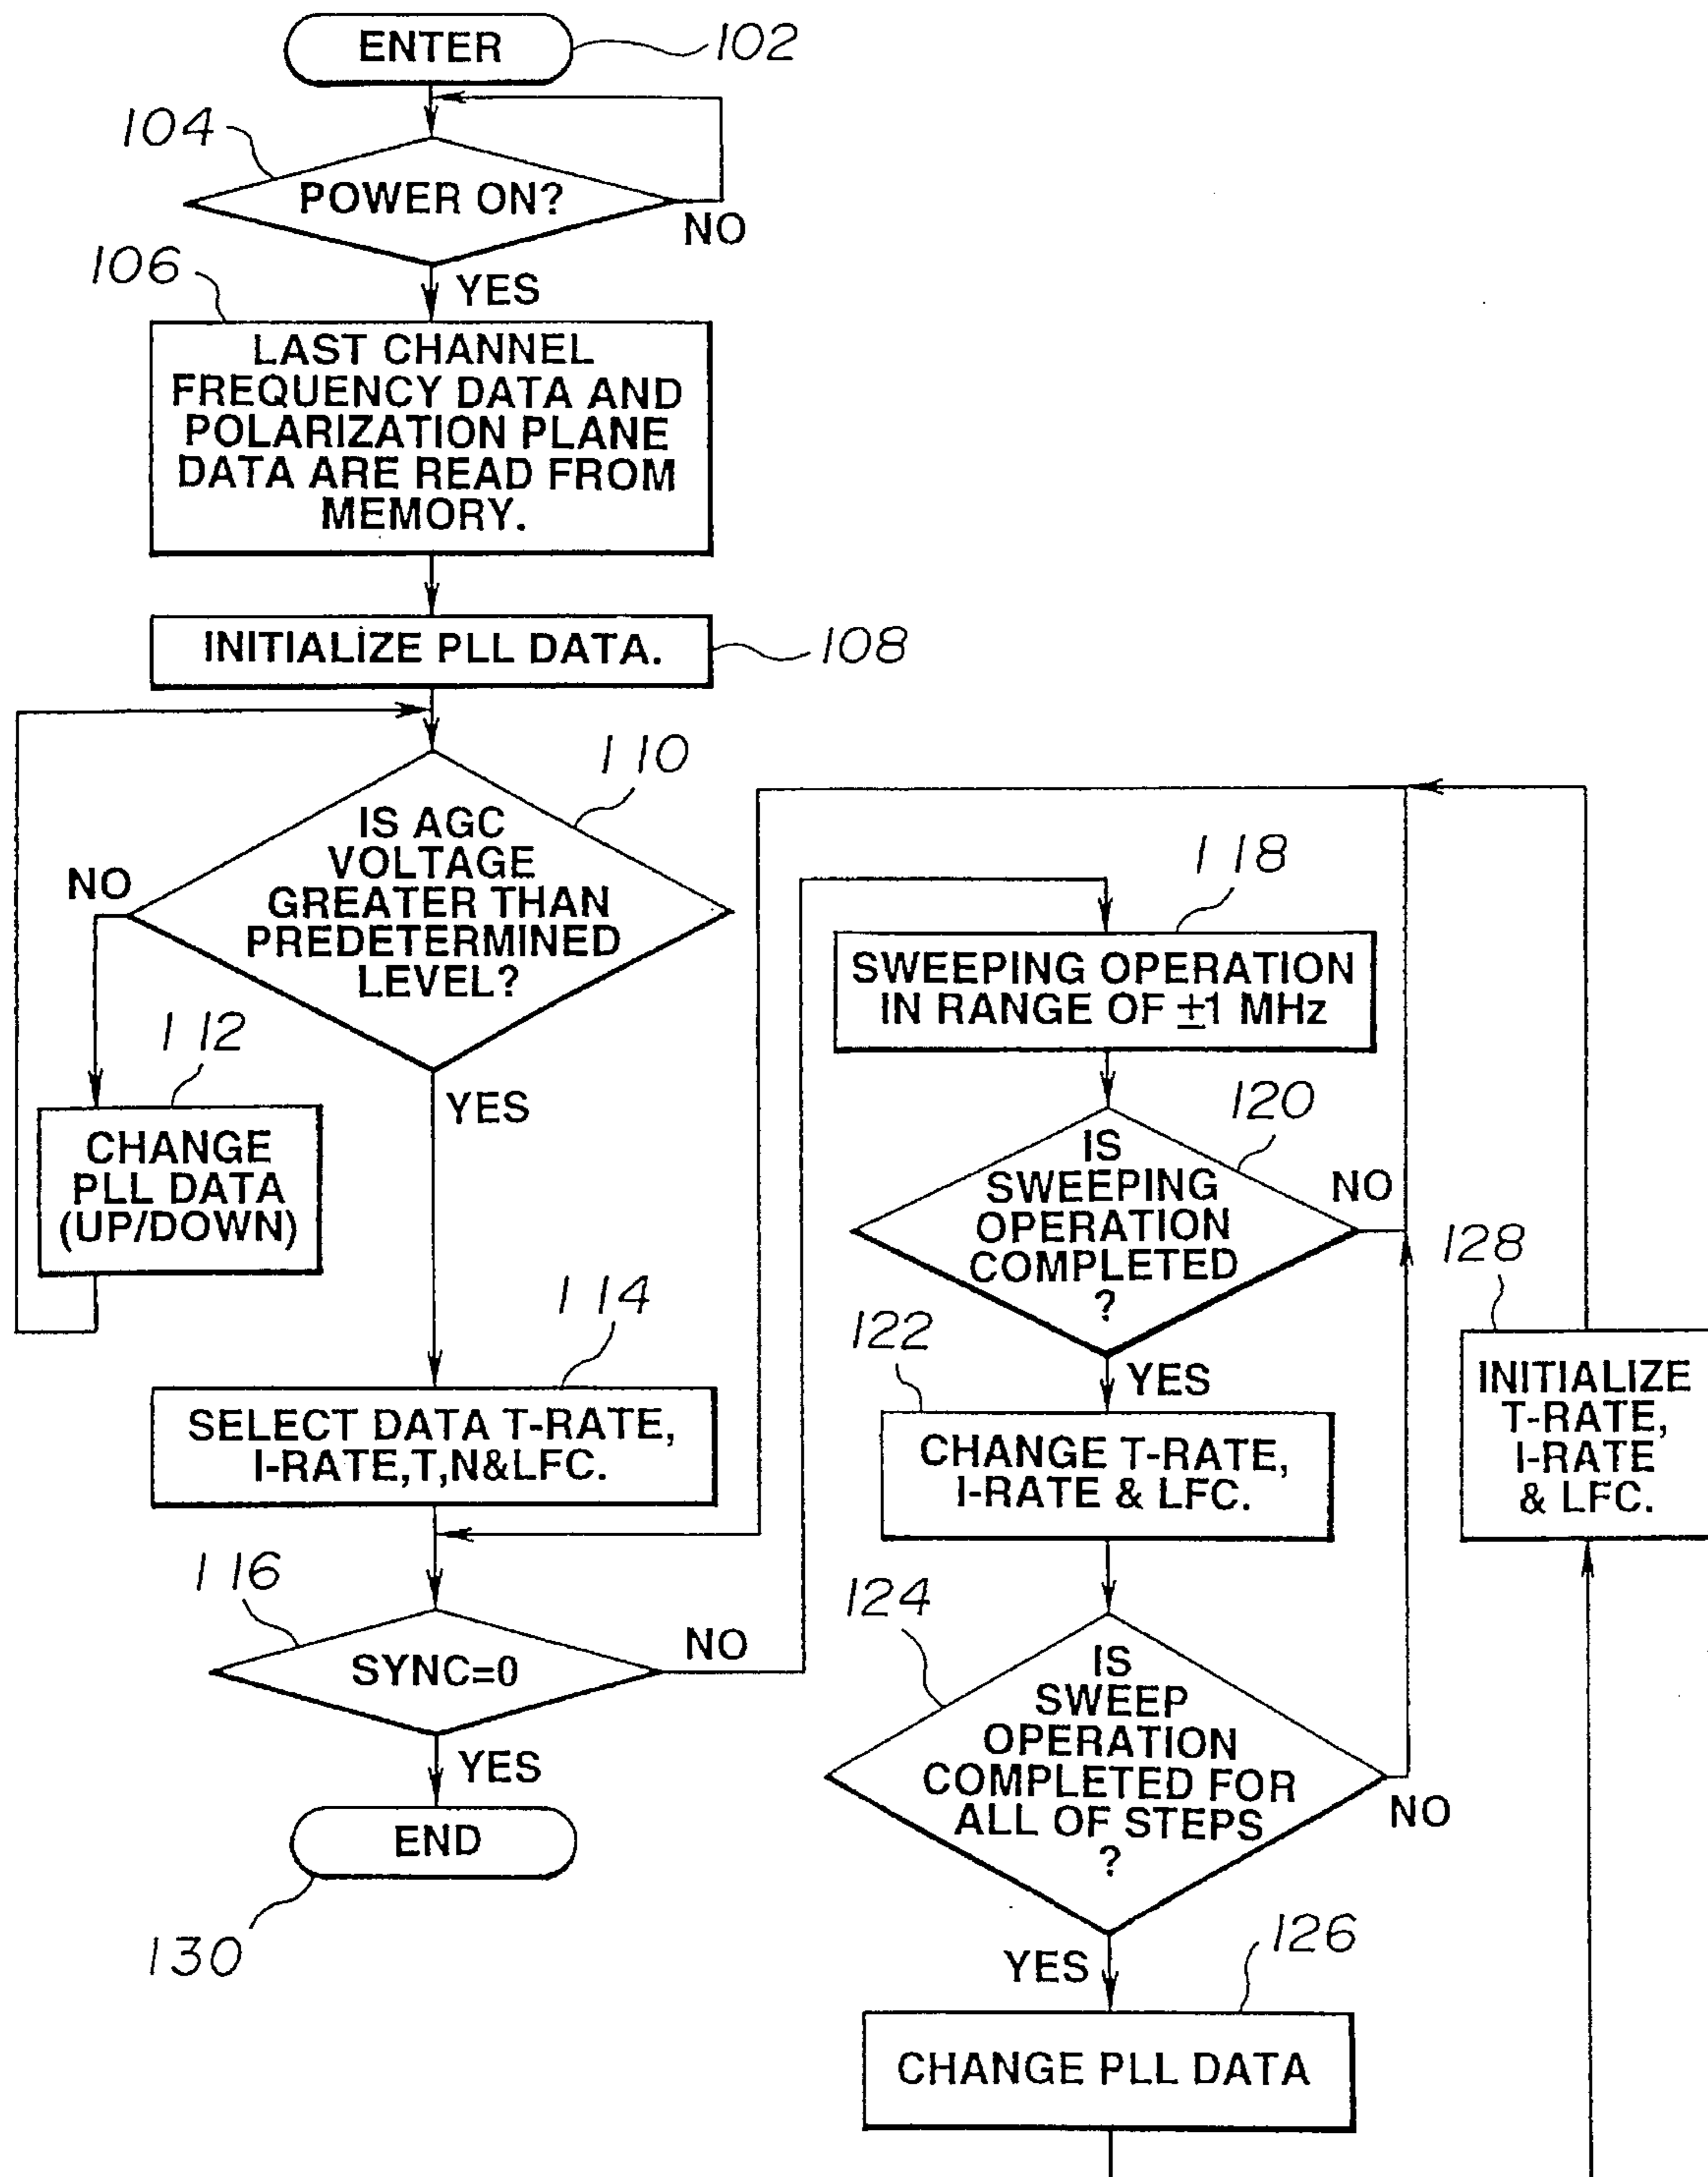 ENTER
102
104
POWER ON?
NO
106
YES
LAST CHANNEL
FREQUENCY DATA AND
POLARIZATION PLANE
DATA ARE READ FROM
MEMORY.
INITIALIZE PLL DATA.
108
110
IS AGC
VOLTAGE
GREATER THAN
PREDETERMINED
LEVEL?
NO
YES
112
CHANGE
PLL DATA
(UP/DOWN)
114
SELECT DATA T-RATE,
I-RATE,T,N&LFC.
116
SYNC=0
NO
YES
END
130
118
SWEEPING OPERATION
IN RANGE OF ±1 MHz
120
IS
SWEEPING
OPERATION
COMPLETED
?
NO
YES
122
CHANGE T-RATE,
I-RATE & LFC.
124
IS
SWEEP
OPERATION
COMPLETED FOR
ALL OF STEPS
?
NO
YES
126
CHANGE PLL DATA
128
INITIALIZE
T-RATE,
I-RATE
& LFC.